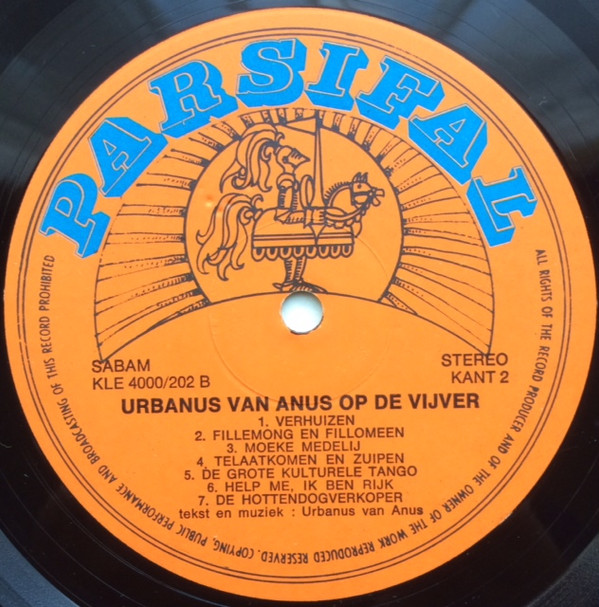 PARSIFAL
SABAM
KLE 4000/202 B
STEREO
KANT 2
URBANUS VAN ANUS OP DE VIJVER
1. VERHUIZEN
2. FILLEMONG EN FILLOMEEN
3. MOEKE MEDELIJ
4. TELAATKOMEN EN ZUIPEN
5. DE GROTE KULTURELE TANGO
6. HELP ME, IK BEN RIJK
7. DE HOTTENDOGVERKOPER
tekst en muziek : Urbanus van Anus
ALL RIGHTS OF THE RECORD PRODUCER AND OF THE OWNER OF THE WORK REPRODUCED RESERVED. COPYING, PUBLIC PERFORMANCE AND BROADCASTING OF THIS RECORD PROHIBITED